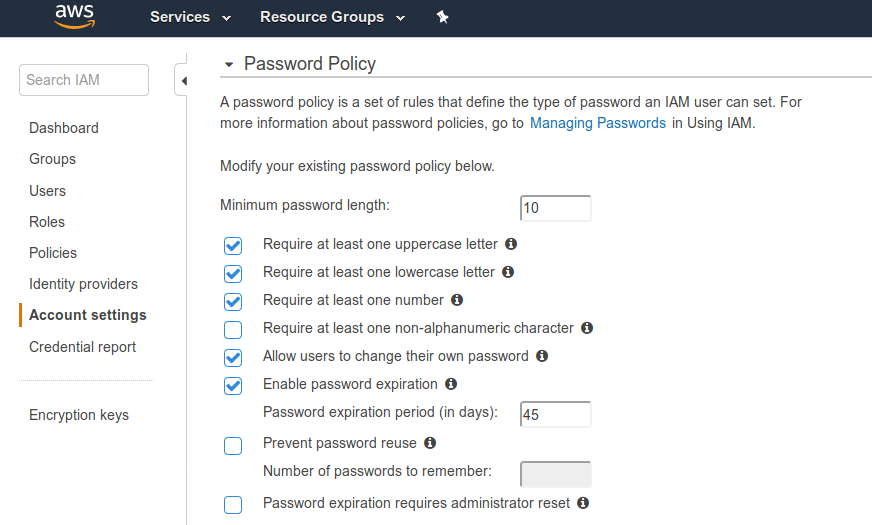 aws Services Resource Groups
Password Policy
Search IAM
A password policy is a set of rules that define the type of password an IAM user can set. For
more information about password policies, go to Managing Passwords in Using IAM.
Dashboard
Groups
Users
Roles
Policies
Identity providers
Account settings
Credential report
Encryption keys
Modify your existing password policy below.
Minimum password length: 10
Require at least one uppercase letter
Require at least one lowercase letter
Require at least one number
Require at least one non-alphanumeric character
Allow users to change their own password
Enable password expiration
Password expiration period (in days): 45
Prevent password reuse
Number of passwords to remember:
Password expiration requires administrator reset